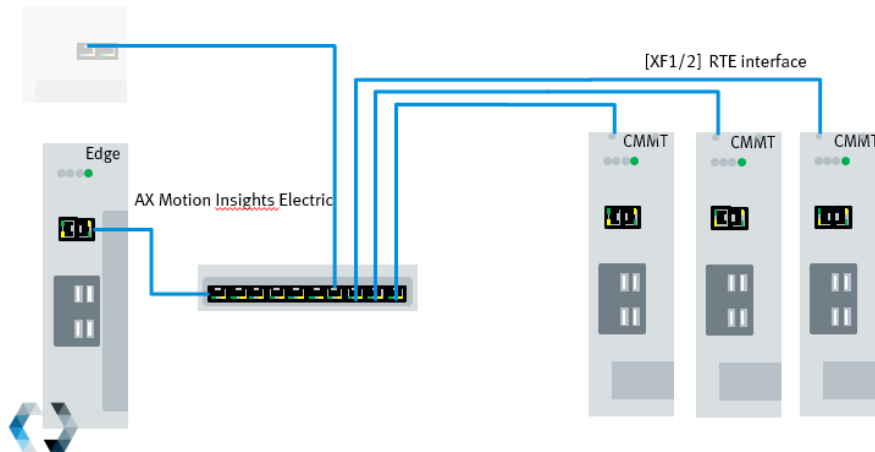 [XF1/2] RTE interface
Edge
CMMT
CMMT
CMMT
AX Motion Insights Electric